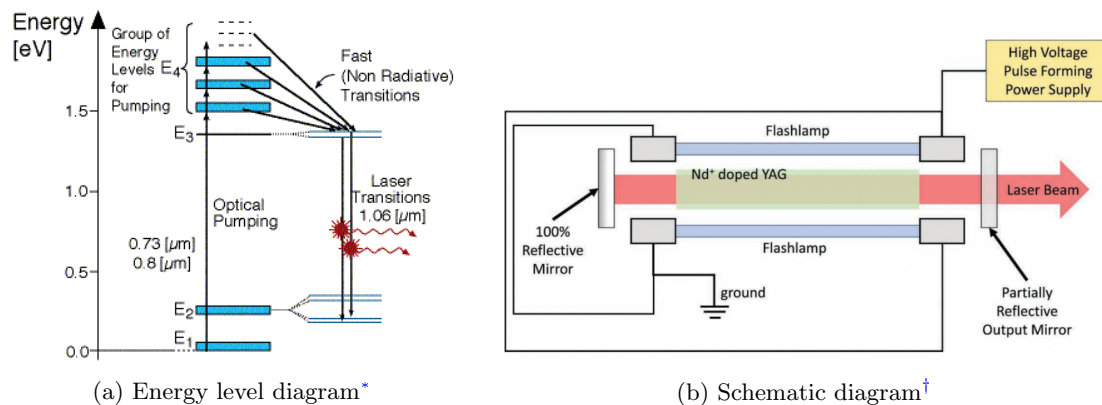 Energy
[eV]
Group of
Energy
Levels
for
Pumping
E4
Fast
(Non Radiative)
Transitions
1.5
E3
1.0
Optical
Pumping
Laser
Transitions
1.06 [µm]
0.73 [µm]
0.8 [µm]
0.5
E2
E1
0.0
(a) Energy level diagram*
High Voltage
Pulse Forming
Power Supply
Flashlamp
Nd⁺ doped YAG
Laser Beam
100%
Reflective
Mirror
Flashlamp
ground
Partially
Reflective
Output Mirror
(b) Schematic diagram†